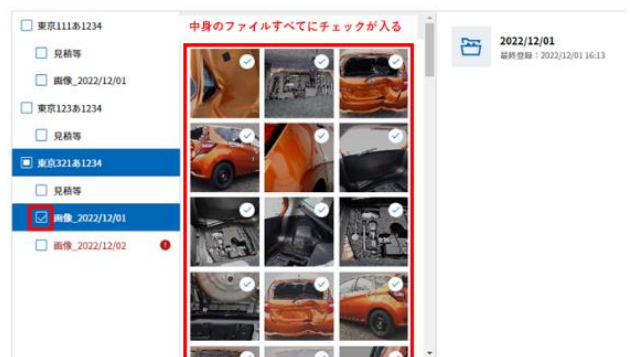 東京111あ1234
見積等
画像_2022/12/01
東京123あ1234
見積等
東京321あ1234
見積等
画像_2022/12/01
画像_2022/12/02
中身のファイルすべてにチェックが入る
2022/12/01
最終登録：2022/12/01 16:13